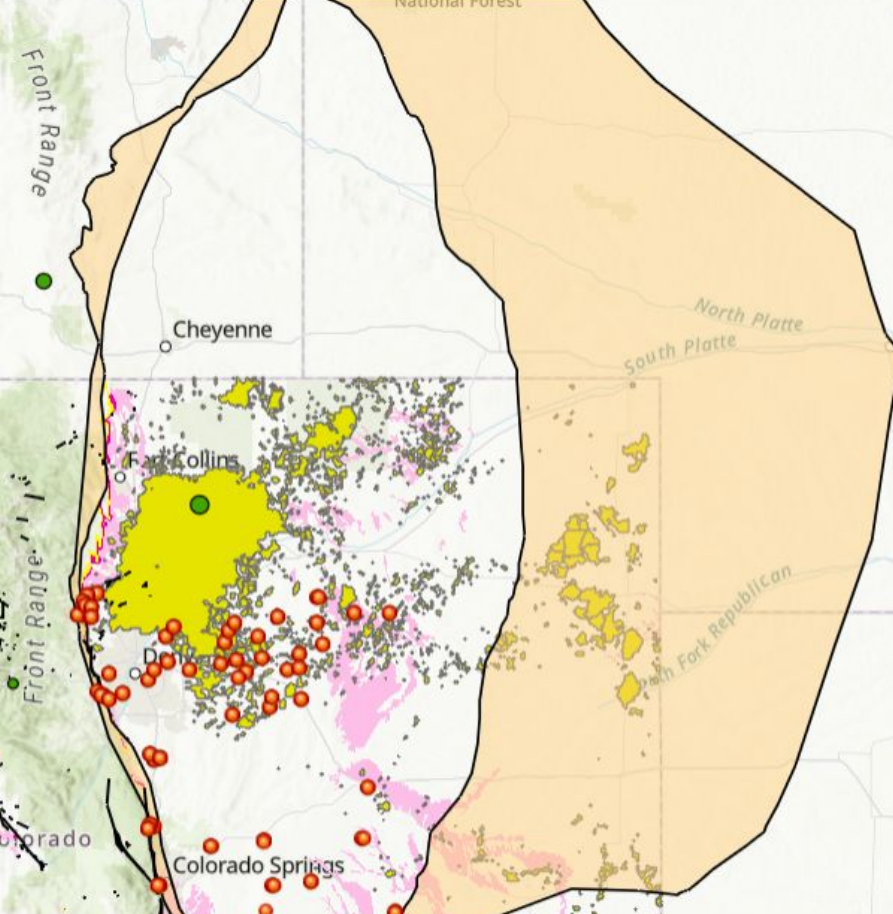 National Forest
Front Range
Cheyenne
North Platte
South Platte
Fort Collins
Fork Republican
Front Range
Colorado Springs